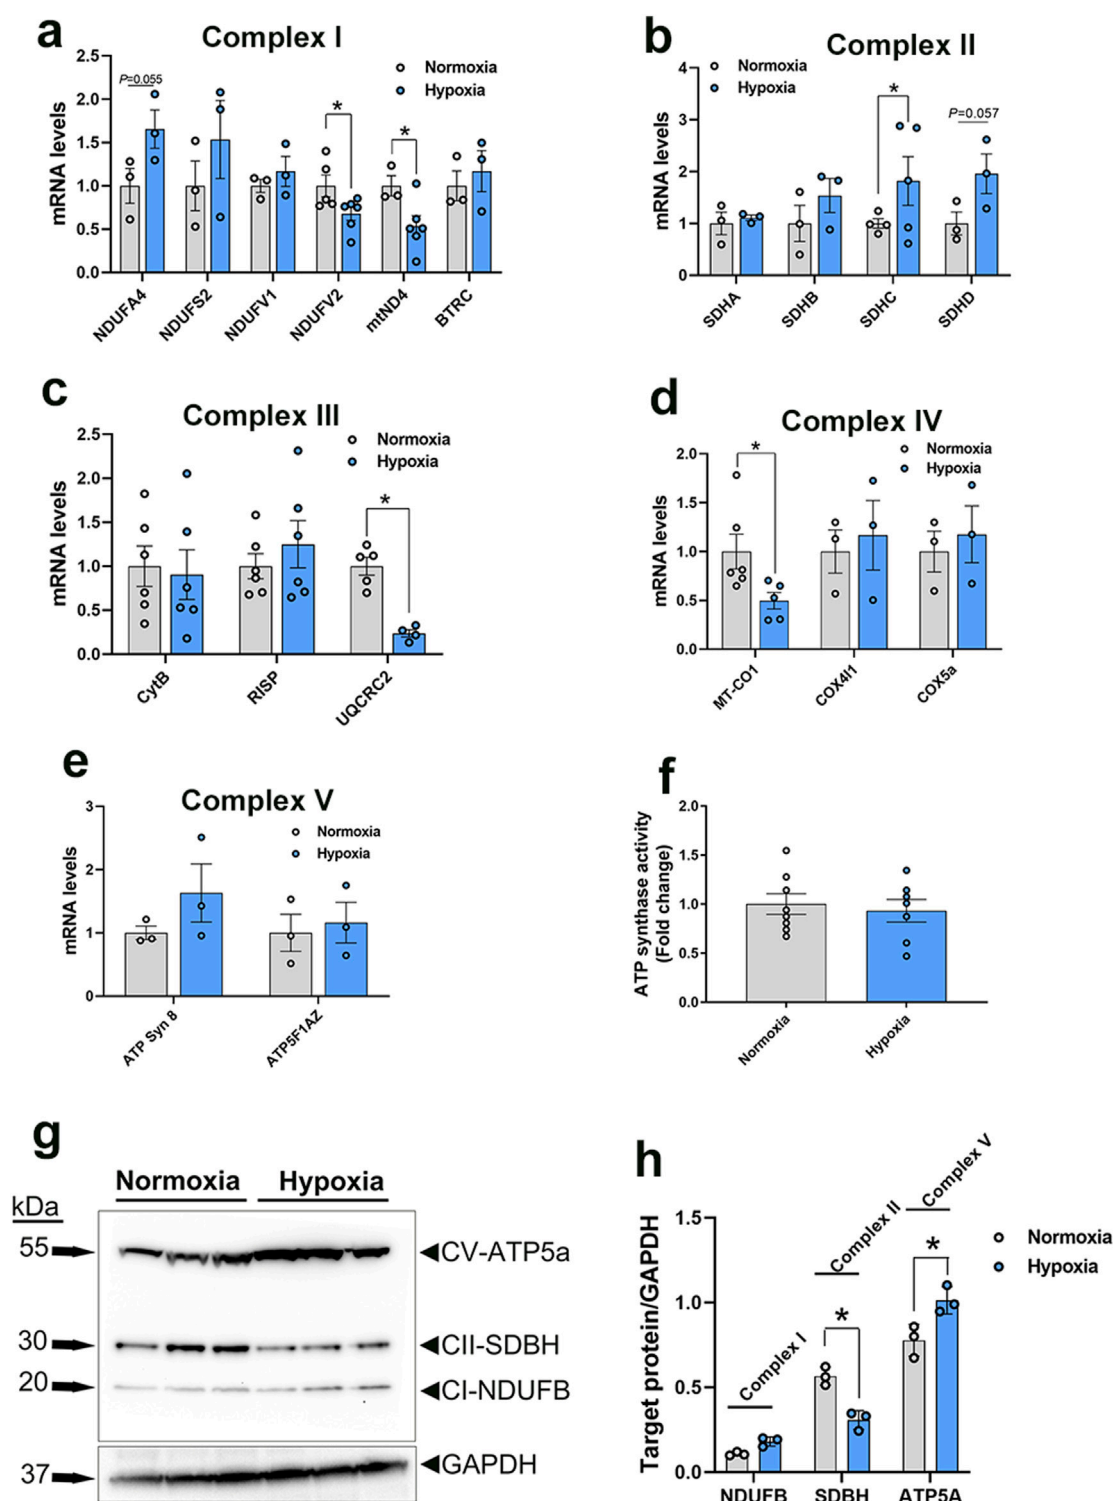 a
Complex I
Normoxia
Hypoxia
P=0.055
*
*
mRNA levels
2.5
2.0
1.5
1.0
0.5
0.0
NDUFA4
NDUFS2
NDUFV1
NDUFV2
mtND4
BTRC
b
Complex II
Normoxia
Hypoxia
*
P=0.057
mRNA levels
4
3
2
1
0
SDHA
SDHB
SDHC
SDHD
c
Complex III
Normoxia
Hypoxia
*
mRNA levels
2.5
2.0
1.5
1.0
0.5
0.0
CytB
RISP
UQCRC2
d
Complex IV
Normoxia
Hypoxia
*
mRNA levels
2.0
1.5
1.0
0.5
0.0
MT-CO1
COX4I1
COX5a
e
Complex V
Normoxia
Hypoxia
mRNA levels
3
2
1
0
ATP Syn 8
ATP5F1AZ
f
ATP synthase activity
(Fold change)
2.0
1.5
1.0
0.5
0.0
Normoxia
Hypoxia
g
Normoxia Hypoxia
kDa
55
CV-ATP5a
30
CII-SDBH
20
CI-NDUFB
37
GAPDH
h
Complex I
Complex II
Complex V
Normoxia
Hypoxia
*
*
Target protein/GAPDH
1.5
1.0
0.5
0.0
NDUFB
SDBH
ATP5A